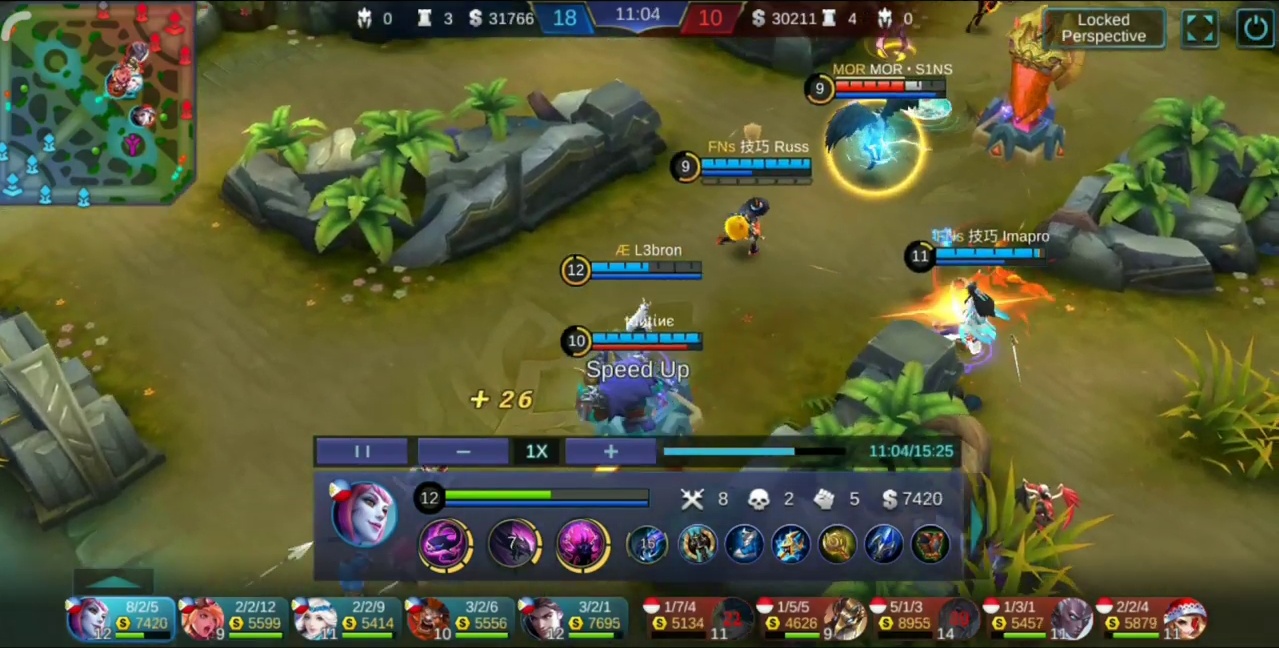 0 3 $ 31766 18 11:04 10 $ 30211 4 0
Locked
Perspective
MOR MOR • S1NS
9
FNs 技巧 Russ
9
技巧 Imapro
11
Æ L3bron
12
10
Speed Up
+ 26
1X
11:04/15:25
12
8 2 5 $ 7420
7
8/2/5 2/2/12 2/2/9 3/2/6 3/2/1 1/7/4 1/5/5 5/1/3 1/3/1 2/2/4
7420 5599 5414 5556 7695 5134 4626 8955 5457 5879
12 9 11 10 12 11 9 14 11 11